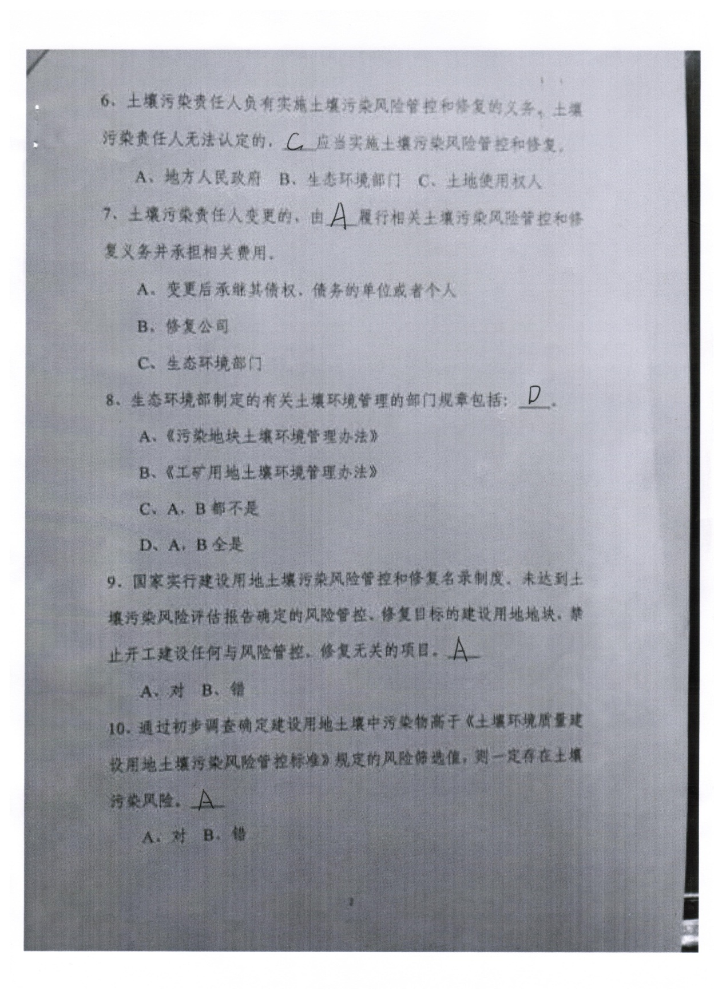 6、土壤污染责任人负有实施土壤污染风险管控和修复的义务。土壤
污染责任人无法认定的，C应当实施土壤污染风险管控和修复。
A、地方人民政府 B、生态环境部门 C、土地使用权人
7、土壤污染责任人变更的、由A履行相关土壤污染风险管控和修
复义务并承担相关费用。
A、变更后承继其债权、债务的单位或者个人
B、修复公司
C、生态环境部门
8、生态环境部制定的有关土壤环境管理的部门规章包括：D。
A、《污染地块土壤环境管理办法》
B、《工矿用地土壤环境管理办法》
C、A，B都不是
D、A，B全是
9、国家实行建设用地土壤污染风险管控和修复名录制度，未达到土
壤污染风险评估报告确定的风险管控、修复目标的建设用地地块，禁
止开工建设任何与风险管控、修复无关的项目。A
A、对 B、错
10、通过初步调查确定建设用地土壤中污染物高于《土壤环境质量建
设用地土壤污染风险管控标准》规定的风险筛选值，则一定存在土壤
污染风险。A
A、对 B、错